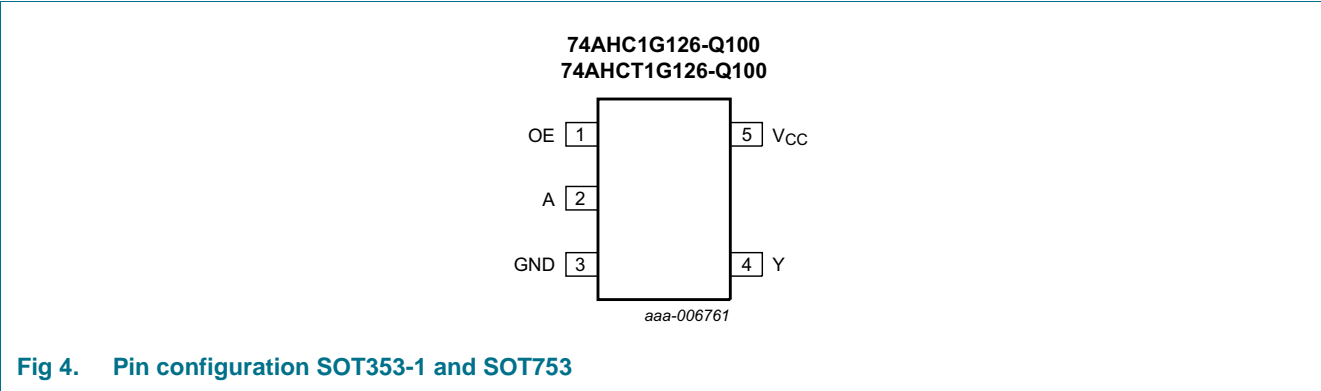 74AHC1G126-Q100
74AHCT1G126-Q100
OE 1
5 VCC
A 2
GND 3
4 Y
aaa-006761
Fig 4. Pin configuration SOT353-1 and SOT753